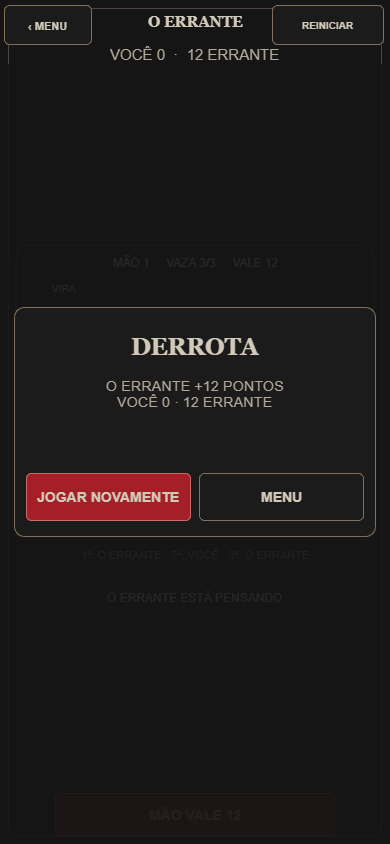 ‹ MENU
O ERRANTE
REINICIAR
VOCÊ 0 · 12 ERRANTE
MÃO 1 · VAZA 3/3 VALE 12
VIRA
DERROTA
O ERRANTE +12 PONTOS
VOCÊ 0 · 12 ERRANTE
JOGAR NOVAMENTE
MENU
1ª: O ERRANTE · 2ª: VOCÊ · 3ª: O ERRANTE
O ERRANTE ESTÁ PENSANDO
MÃO VALE 12